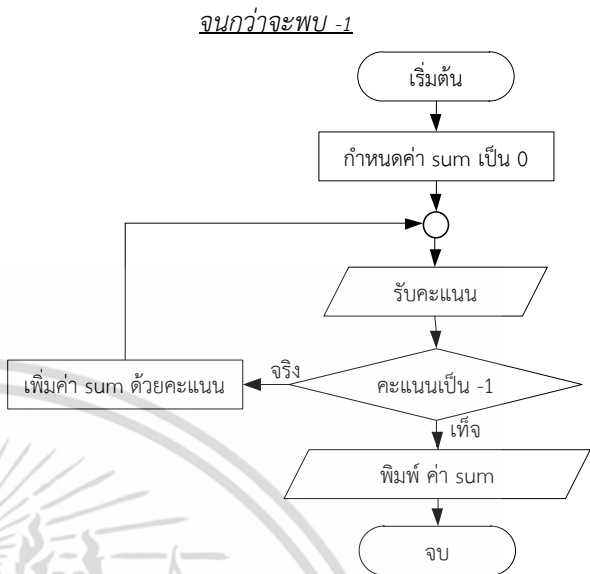 จนกว่าจะพบ -1
เริ่มต้น
กำหนดค่า sum เป็น 0
รับคะแนน
คะแนนเป็น -1
จริง
เพิ่มค่า sum ด้วยคะแนน
เท็จ
พิมพ์ ค่า sum
จบ